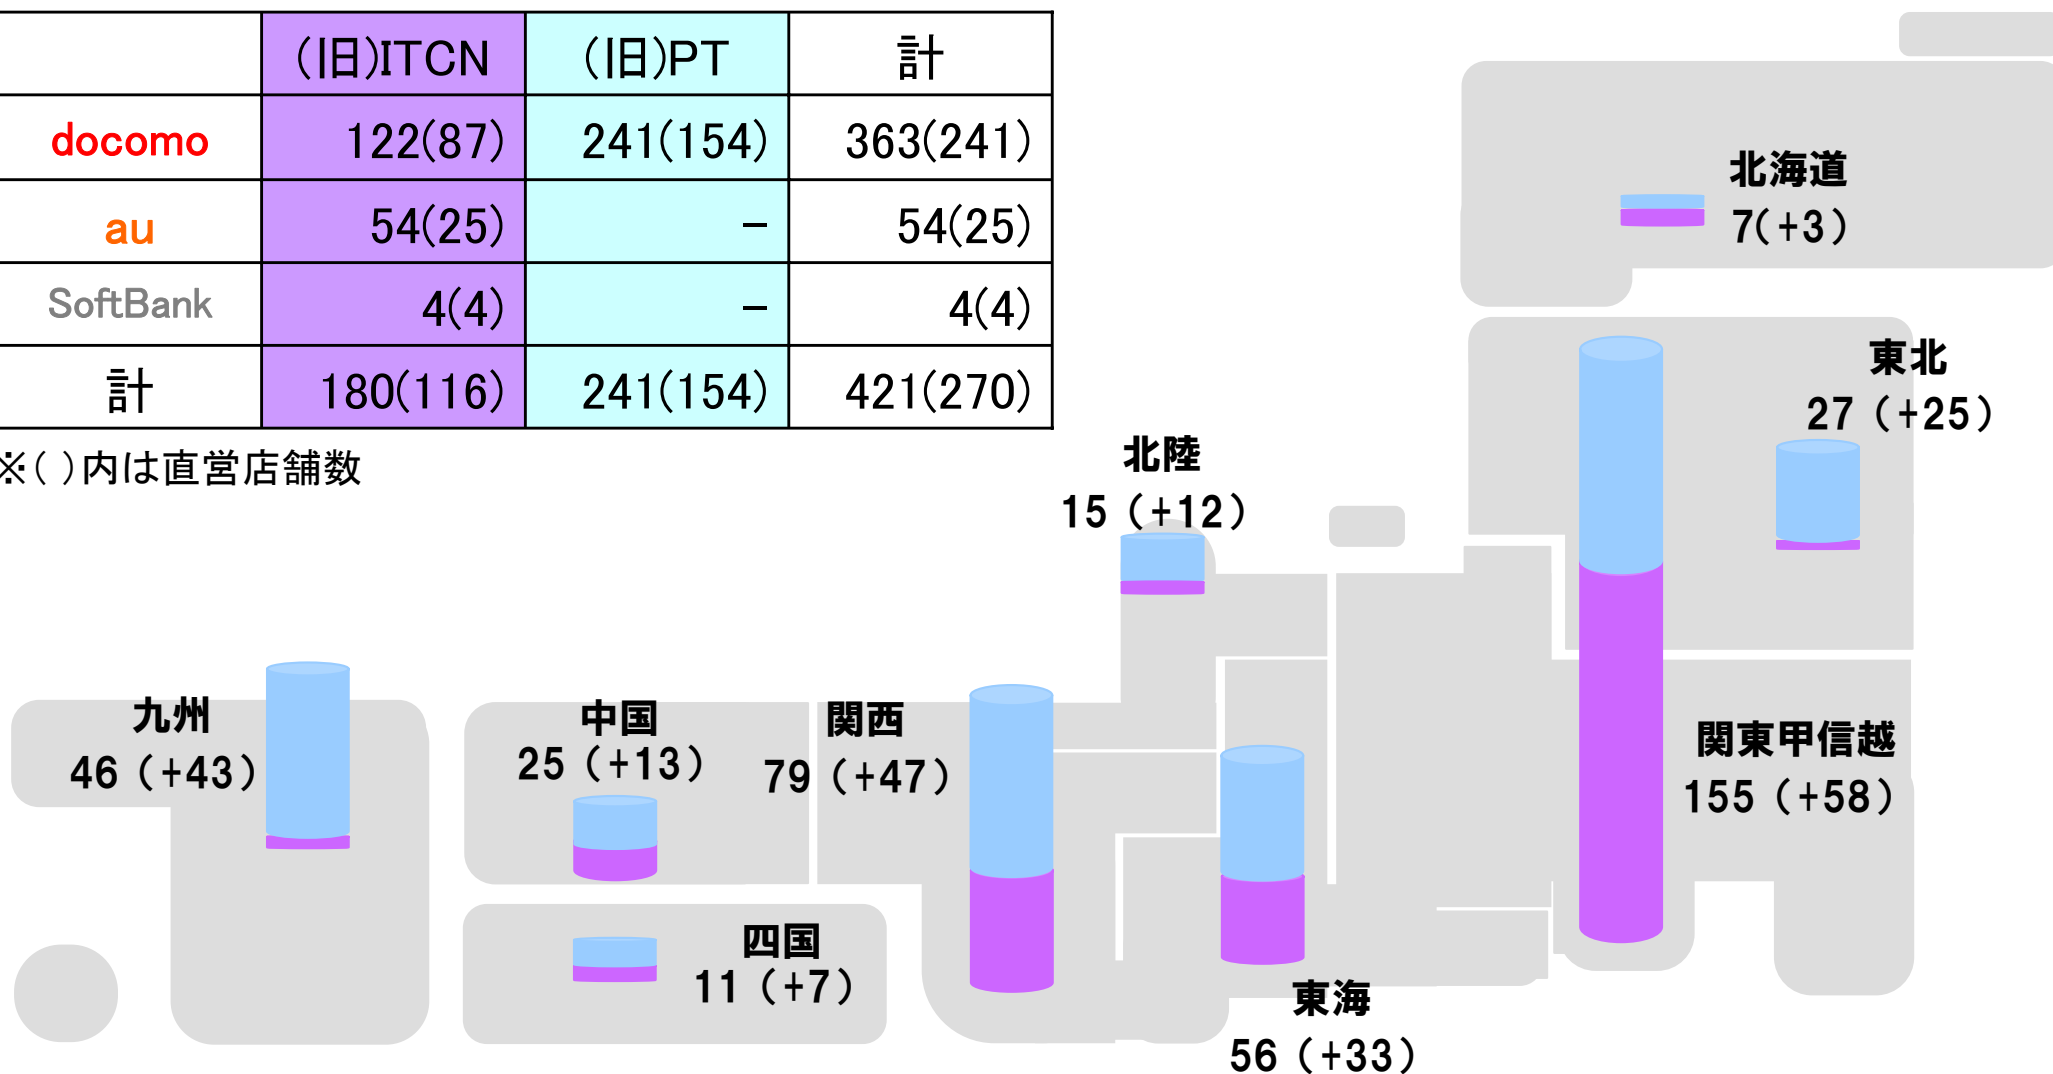 (旧)ITCN (旧)PT 計
docomo 122(87) 241(154) 363(241)
au 54(25) － 54(25)
SoftBank 4(4) － 4(4)
計 180(116) 241(154) 421(270)
※( )内は直営店舗数
北海道
7(+3)
東北
27 (+25)
北陸
15 (+12)
九州
46 (+43)
中国
25 (+13)
関西
79 (+47)
関東甲信越
155 (+58)
四国
11 (+7)
東海
56 (+33)